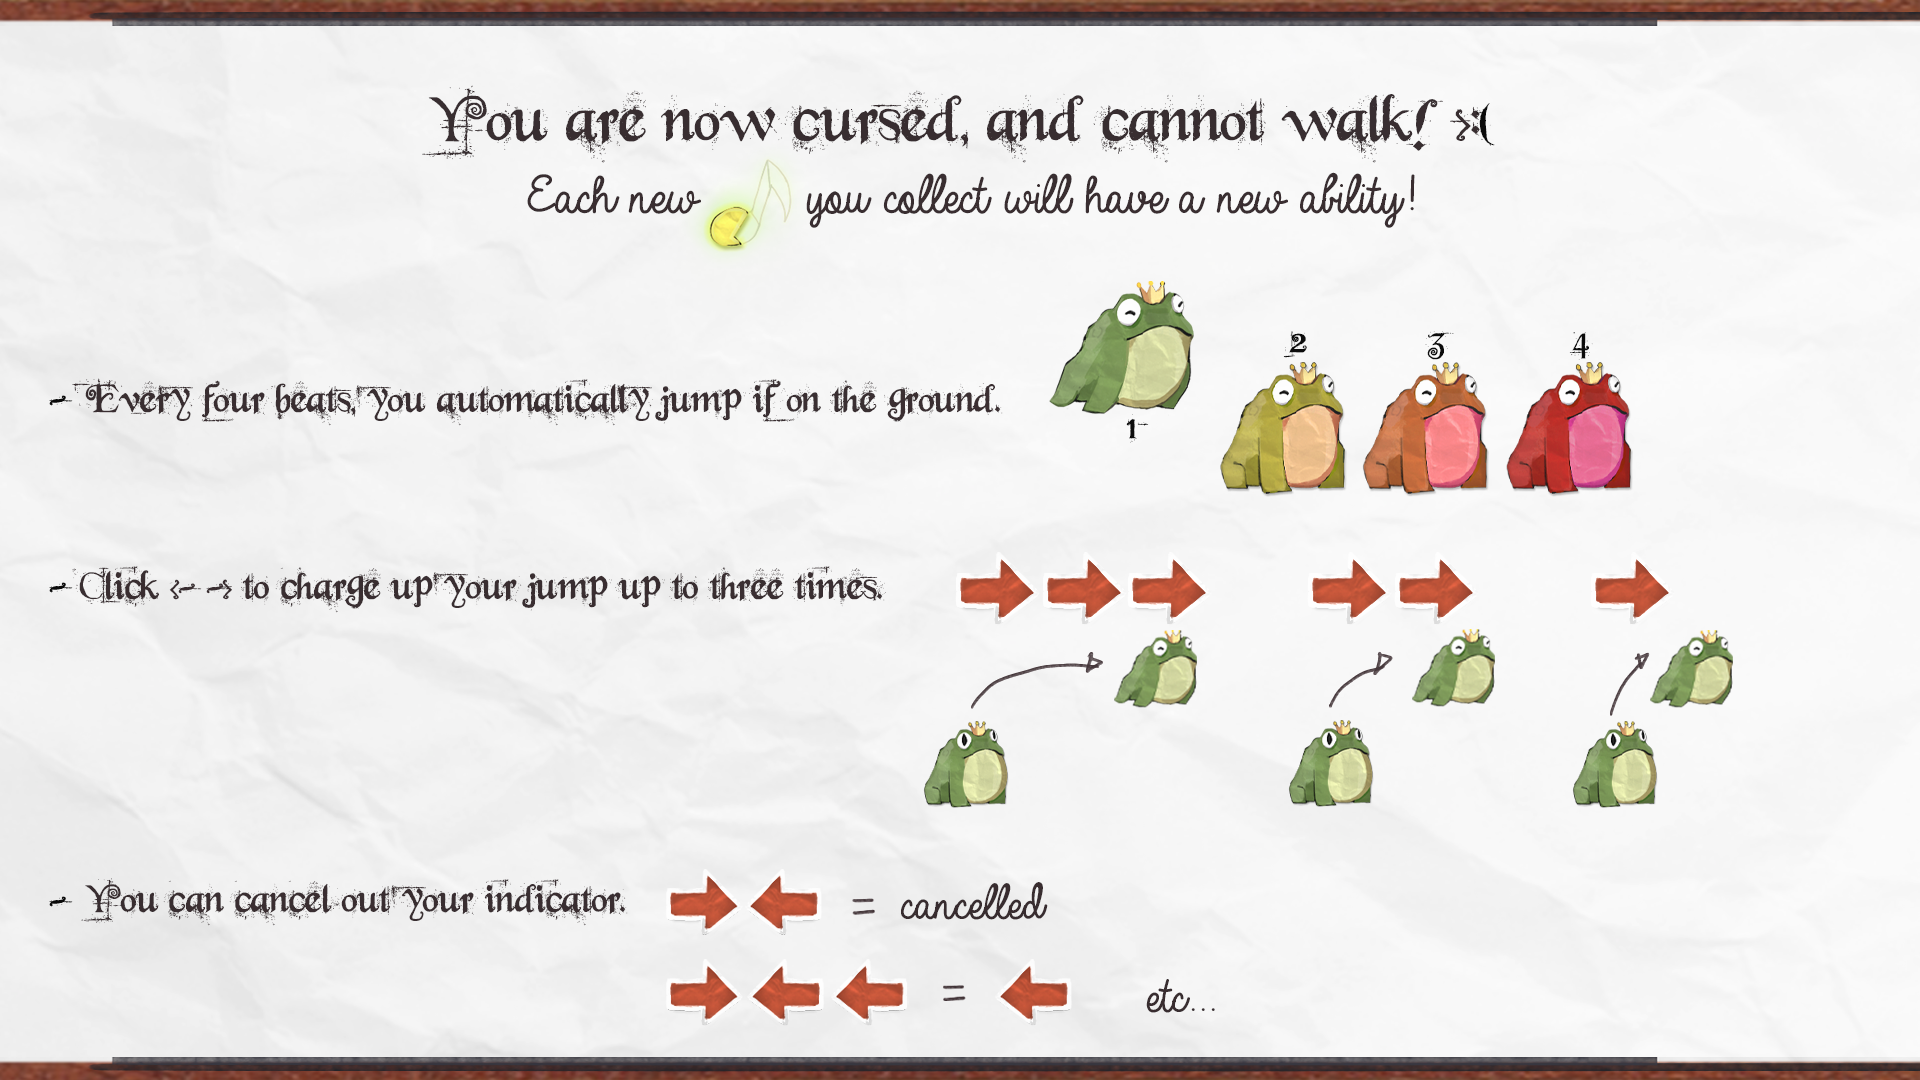 You are now cursed, and cannot walk! >:(
Each new you collect will have a new ability!
2 3 4
- Every four beats, you automatically jump if on the ground.
1
- Click <- -> to charge up your jump up to three times.
- You can cancel out your indicator.
= cancelled
= etc...